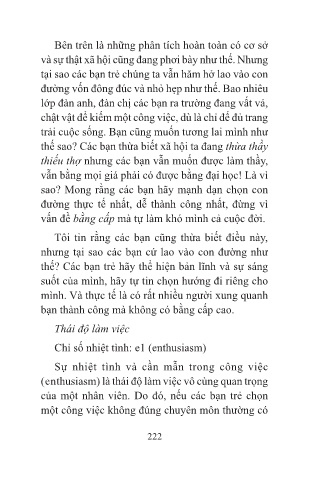 Bên trên là những phân tích hoàn toàn có cơ sở
và sự thật xã hội cũng đang phơi bày như thế. Nhưng
tại sao các bạn trẻ chúng ta vẫn hăm hở lao vào con
đường vốn đông đúc và nhỏ hẹp như thế. Bao nhiêu
lớp đàn anh, đàn chị các bạn ra trường đang vất vả,
chật vật để kiếm một công việc, dù là chỉ để đủ trang
trải cuộc sống. Bạn cũng muốn tương lai mình như
thế sao? Các bạn thừa biết xã hội ta đang thừa thầy
thiếu thợ nhưng các bạn vẫn muốn được làm thầy,
vẫn bằng mọi giá phải có được bằng đại học! Là vì
sao? Mong rằng các bạn hãy mạnh dạn chọn con
đường thực tế nhất, dễ thành công nhất, đừng vì
vấn đề bằng cấp mà tự làm khó mình cả cuộc đời.
Tôi tin rằng các bạn cũng thừa biết điều này,
nhưng tại sao các bạn cứ lao vào con đường như
thế? Các bạn trẻ hãy thể hiện bản lĩnh và sự sáng
suốt của mình, hãy tự tin chọn hướng đi riêng cho
mình. Và thực tế là có rất nhiều người xung quanh
bạn thành công mà không có bằng cấp cao.
Thái độ làm việc
Chỉ số nhiệt tình: e1 (enthusiasm)
Sự nhiệt tình và cần mẫn trong công việc
(enthusiasm) là thái độ làm việc vô cùng quan trọng
của một nhân viên. Do đó, nếu các bạn trẻ chọn
một công việc không đúng chuyên môn thường có
222